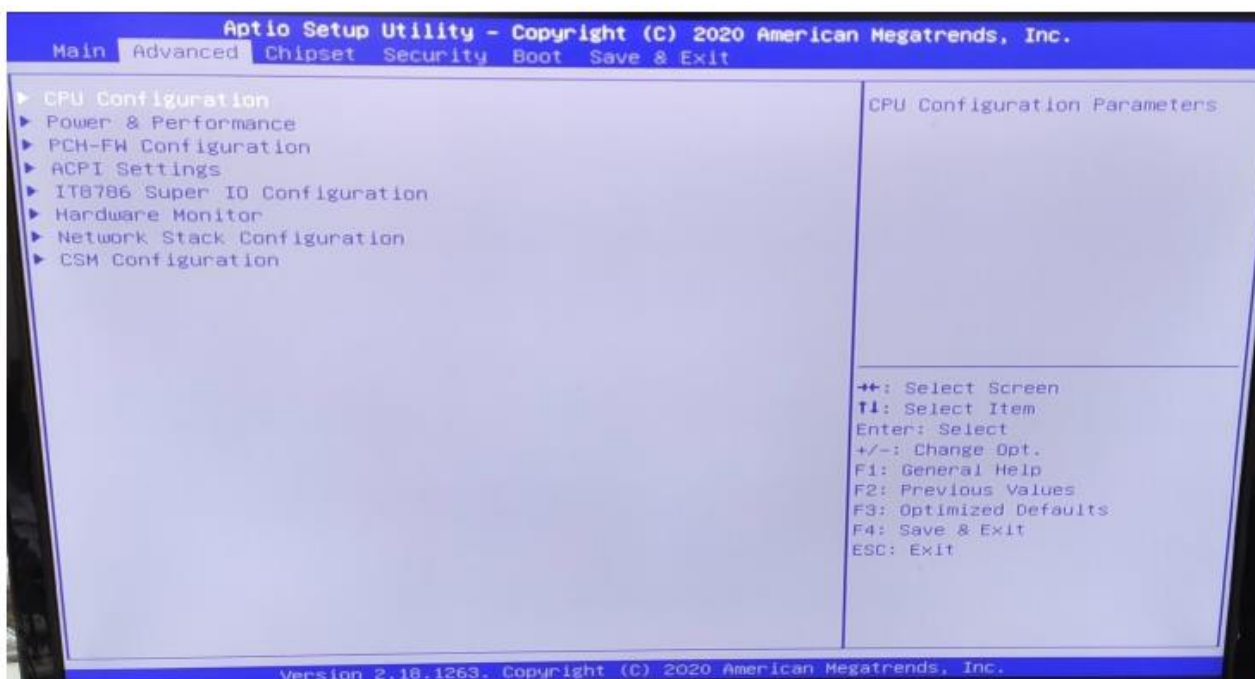 Aptio Setup Utility – Copyright (C) 2020 American Megatrends, Inc.
Main Advanced Chipset Security Boot Save & Exit
► CPU Configuration
► Power & Performance
► PCH-FW Configuration
► ACPI Settings
► IT8786 Super IO Configuration
► Hardware Monitor
► Network Stack Configuration
► CSM Configuration
CPU Configuration Parameters
→←: Select Screen
↑↓: Select Item
Enter: Select
+/-: Change Opt.
F1: General Help
F2: Previous Values
F3: Optimized Defaults
F4: Save & Exit
ESC: Exit
Version 2.18.1263. Copyright (C) 2020 American Megatrends, Inc.